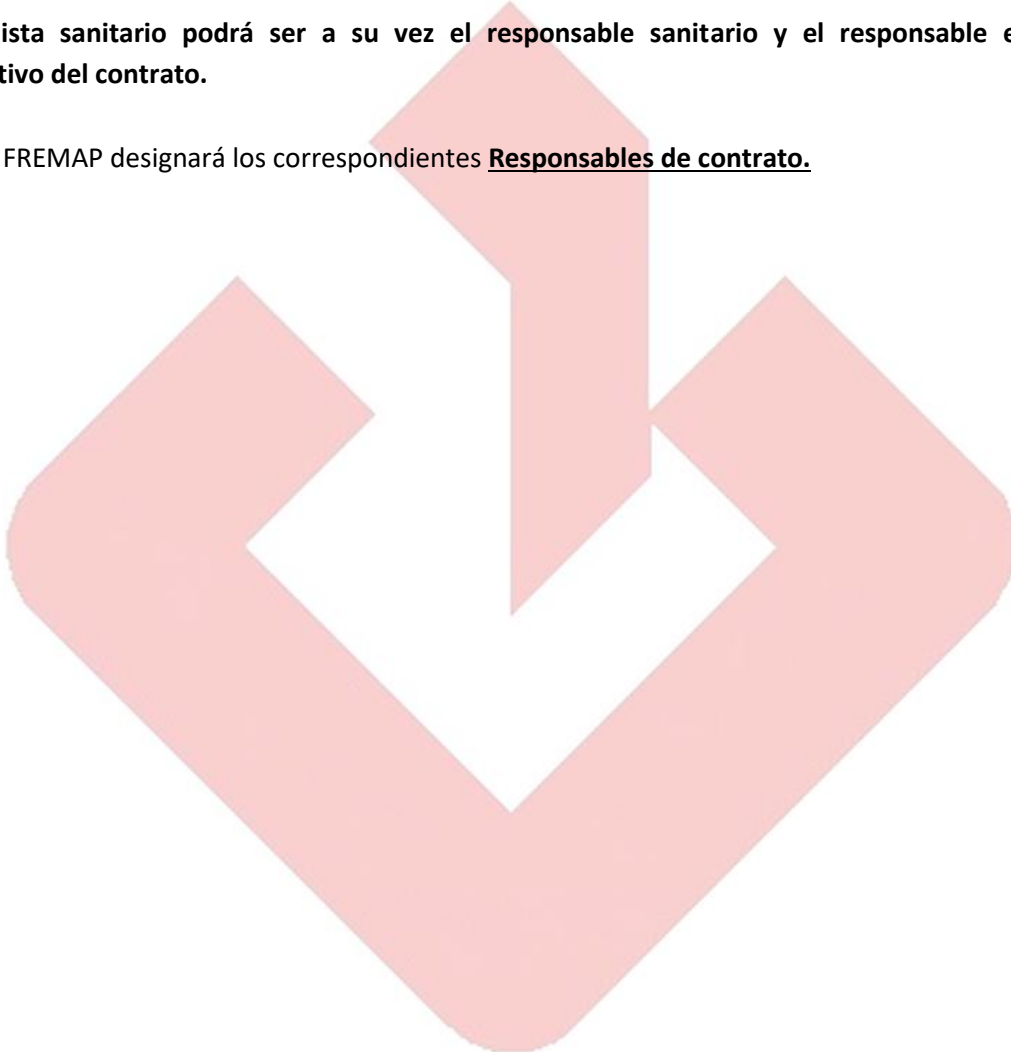 ista sanitario podrá ser a su vez el responsable sanitario y el responsable e
tivo del contrato.
FREMAP designará los correspondientes Responsables de contrato.